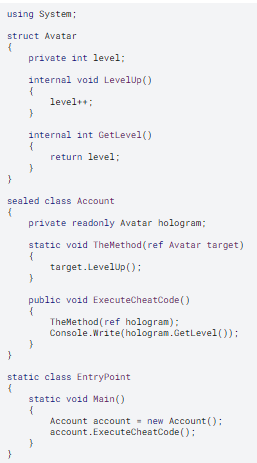 using System;
struct Avatar
{
    private int level;
    internal void LevelUp()
    {
        level++;
    }
    internal int GetLevel()
    {
        return level;
    }
}
sealed class Account
{
    private readonly Avatar hologram;
    static void TheMethod(ref Avatar target)
    {
        target.LevelUp();
    }
    public void ExecuteCheatCode()
    {
        TheMethod(ref hologram);
        Console.Write(hologram.GetLevel());
    }
}
static class EntryPoint
{
    static void Main()
    {
        Account account = new Account();
        account.ExecuteCheatCode();
    }
}